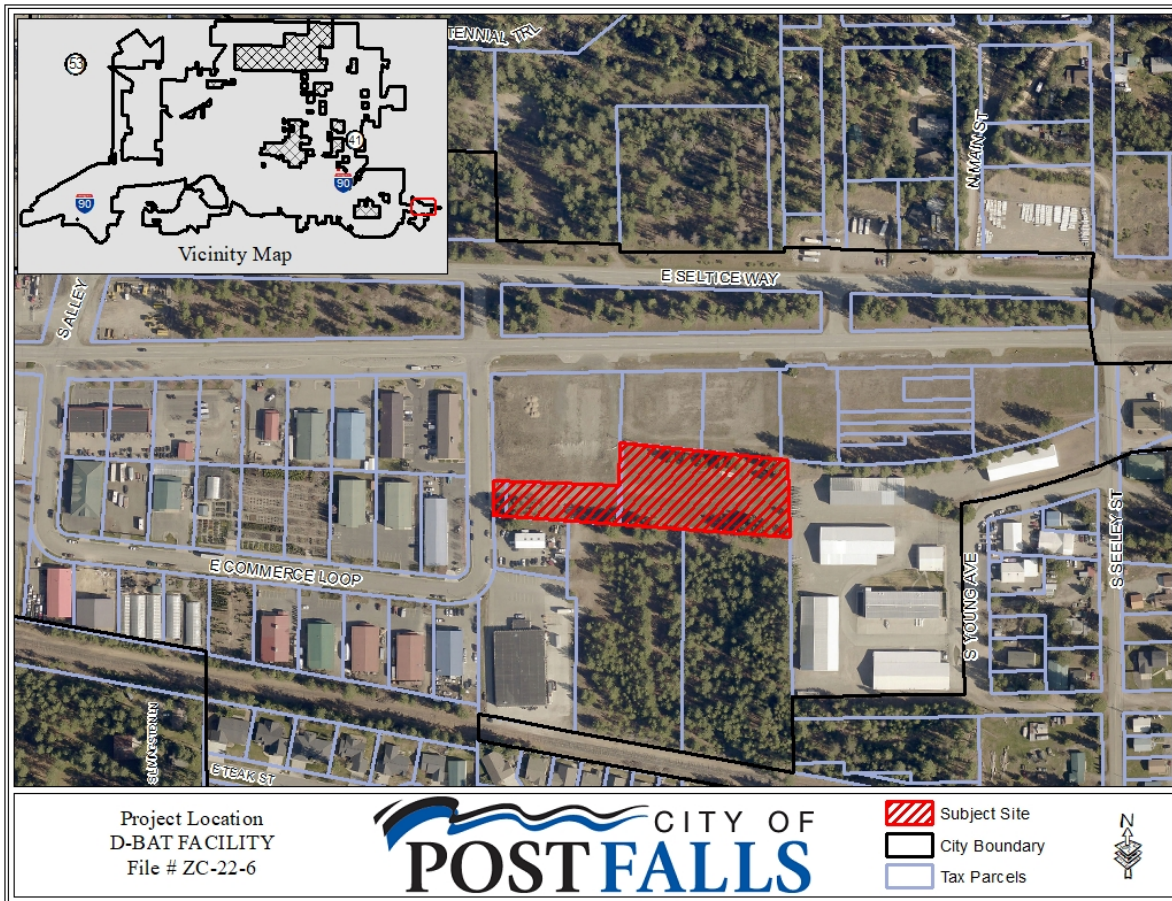 TENNIAL TRL
53
41
90
90
Vicinity Map
N MAIN ST
E SELTICE WAY
S ALLEY
E COMMERCE LOOP
S YOUNG AVE
S SEELEY ST
E TEAK ST
Project Location
D-BAT FACILITY
File # ZC-22-6
CITY OF
POST FALLS
Subject Site
City Boundary
Tax Parcels
N